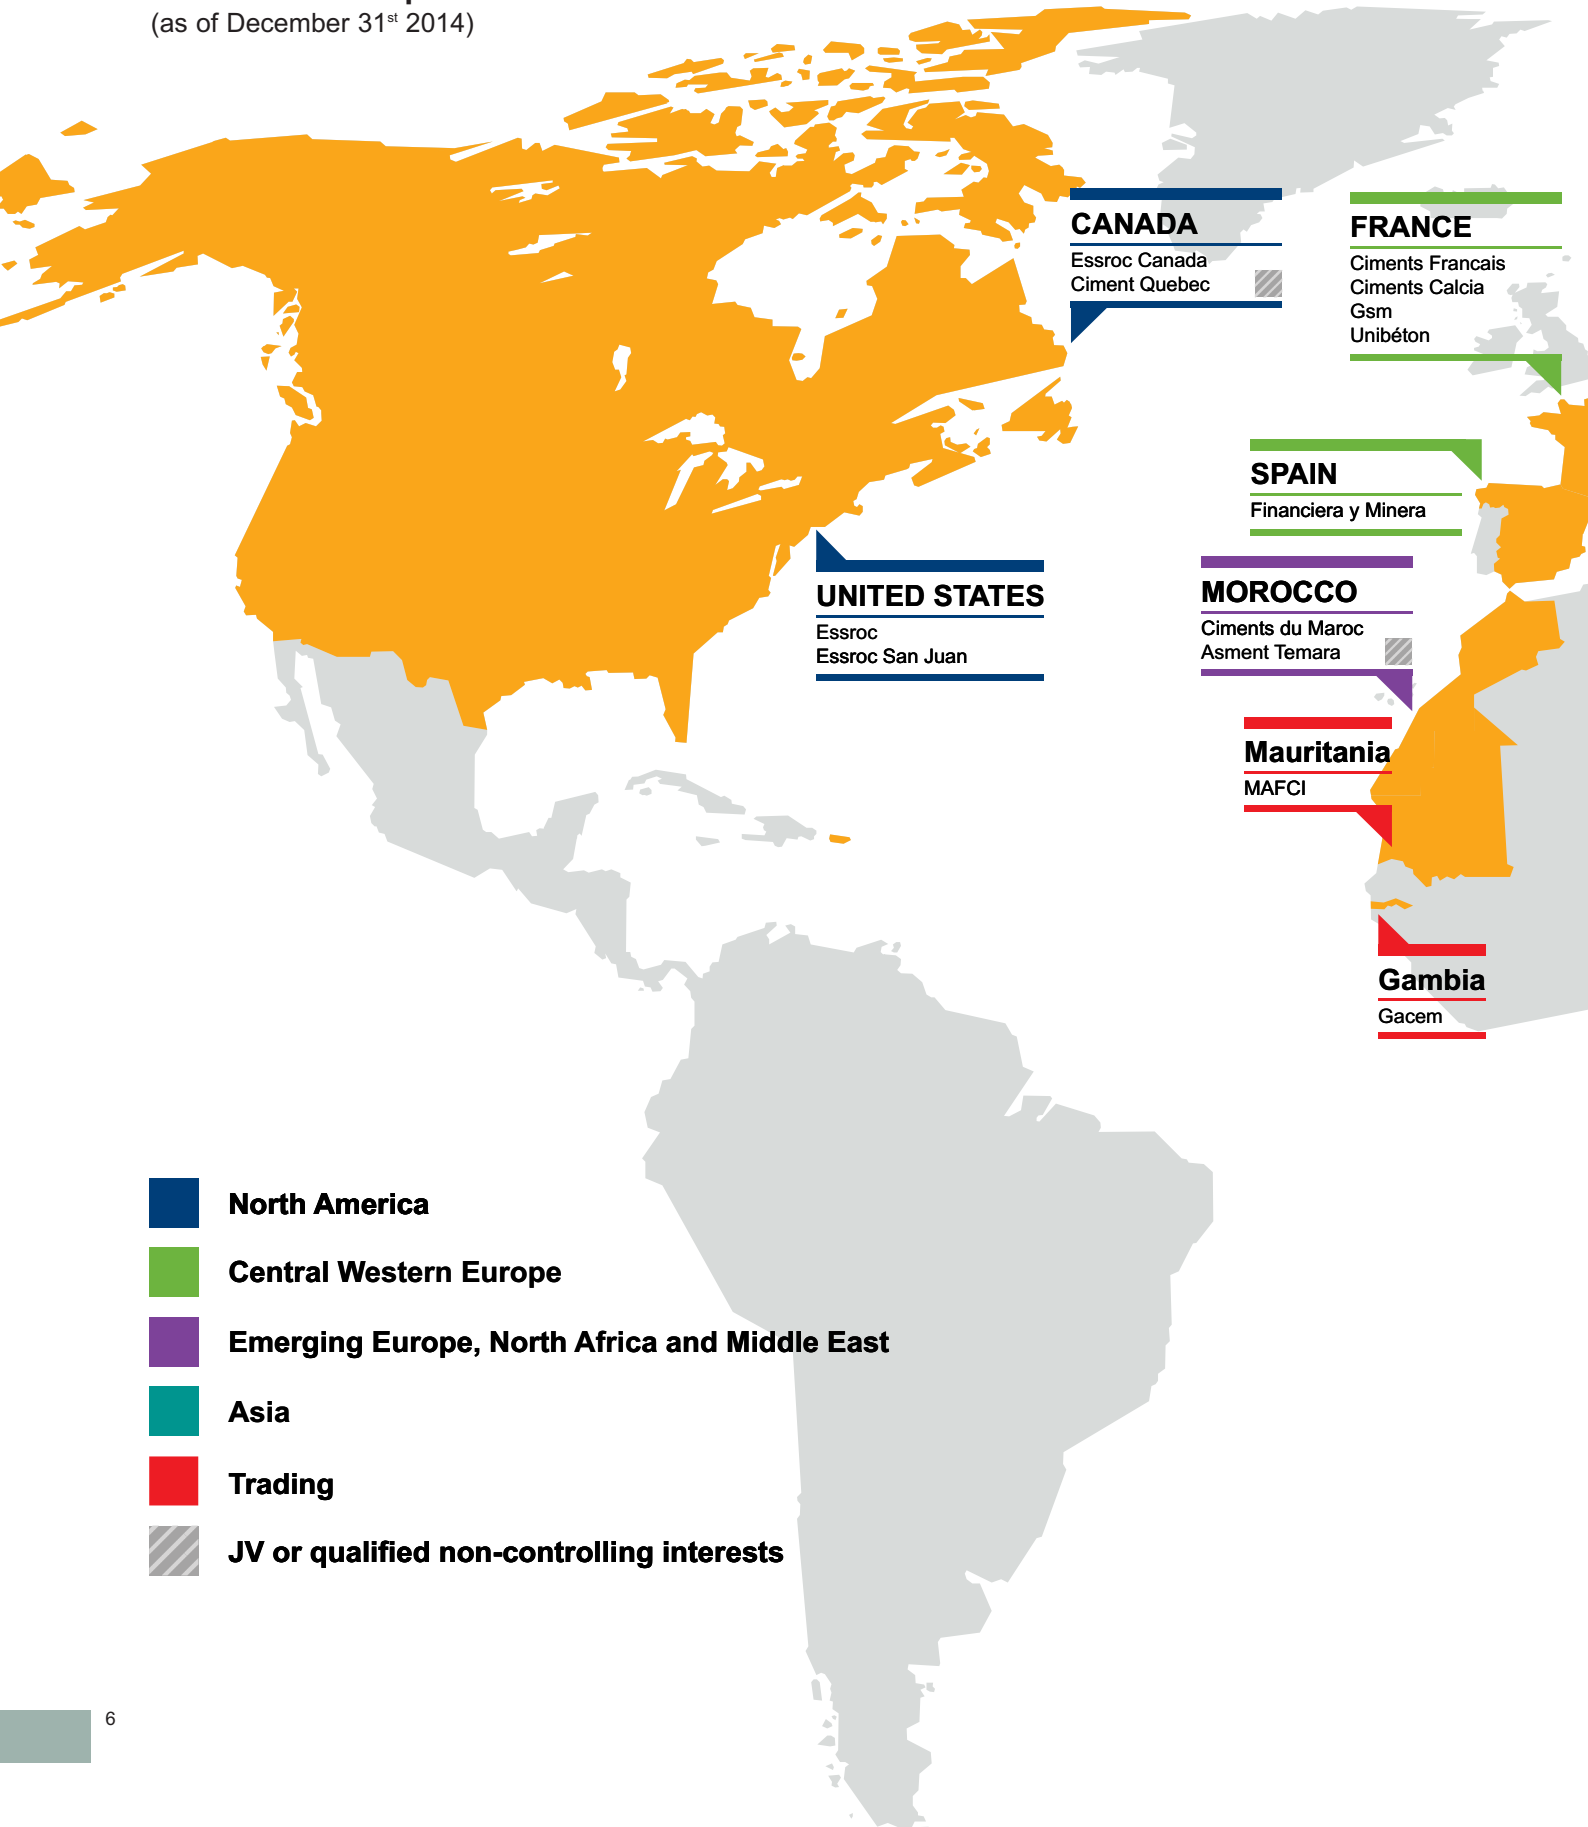 (as of December 31st 2014)
CANADA
Essroc Canada
Ciment Quebec
FRANCE
Ciments Francais
Ciments Calcia
Gsm
Unibéton
SPAIN
Financiera y Minera
UNITED STATES
Essroc
Essroc San Juan
MOROCCO
Ciments du Maroc
Asment Temara
Mauritania
MAFCI
Gambia
Gacem
North America
Central Western Europe
Emerging Europe, North Africa and Middle East
Asia
Trading
JV or qualified non-controlling interests
6